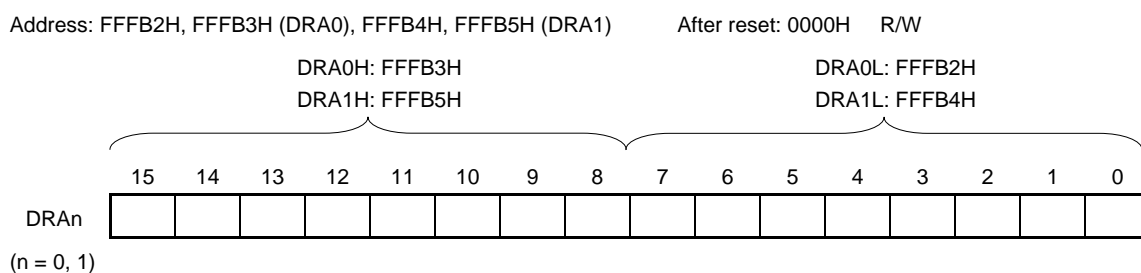 Address: FFFB2H, FFFB3H (DRA0), FFFB4H, FFFB5H (DRA1) After reset: 0000H R/W
DRA0H: FFFB3H DRA0L: FFFB2H
DRA1H: FFFB5H DRA1L: FFFB4H
15 14 13 12 11 10 9 8 7 6 5 4 3 2 1 0
DRAn
(n = 0, 1)